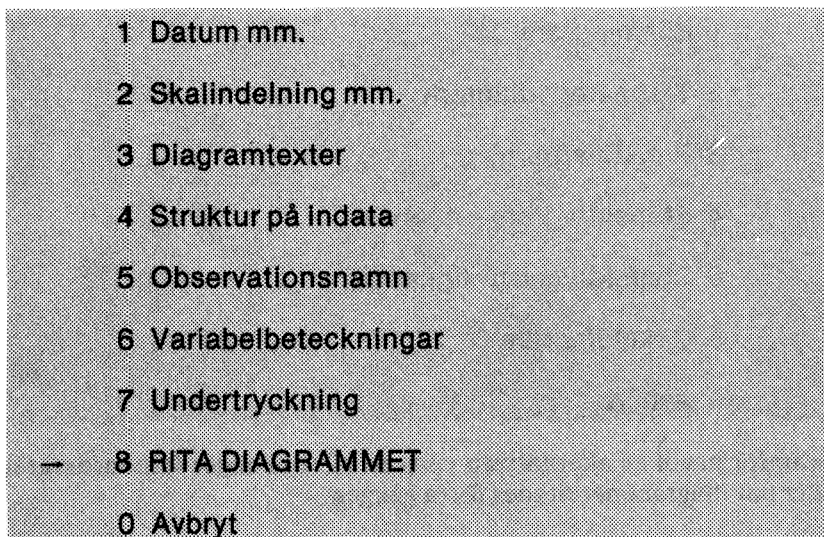 1 Datum mm.
2 Skalindelning mm.
3 Diagramtexter
4 Struktur på indata
5 Observationsnamn
6 Variabelbeteckningar
7 Undertryckning
→ 8 RITA DIAGRAMMET
0 Avbryt